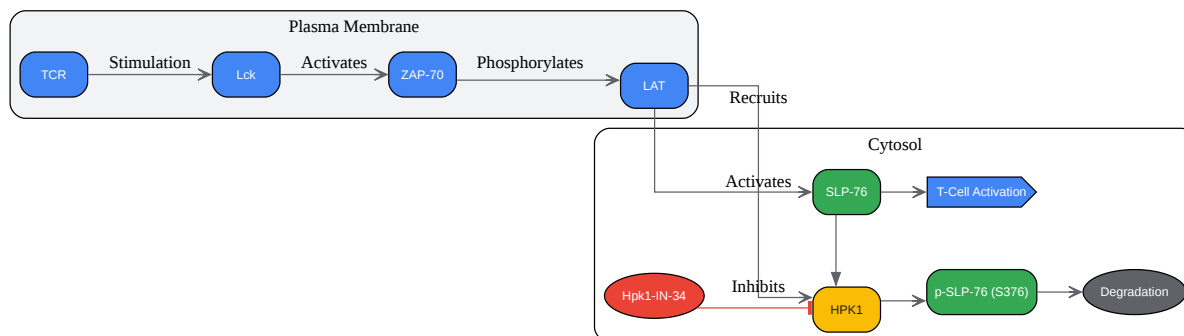 Plasma Membrane
TCR
Stimulation
Lck
Activates
ZAP-70
Phosphorylates
LAT
Recruits
Cytosol
Activates
SLP-76
T-Cell Activation
Hpk1-IN-34
Inhibits
HPK1
p-SLP-76 (S376)
Degradation